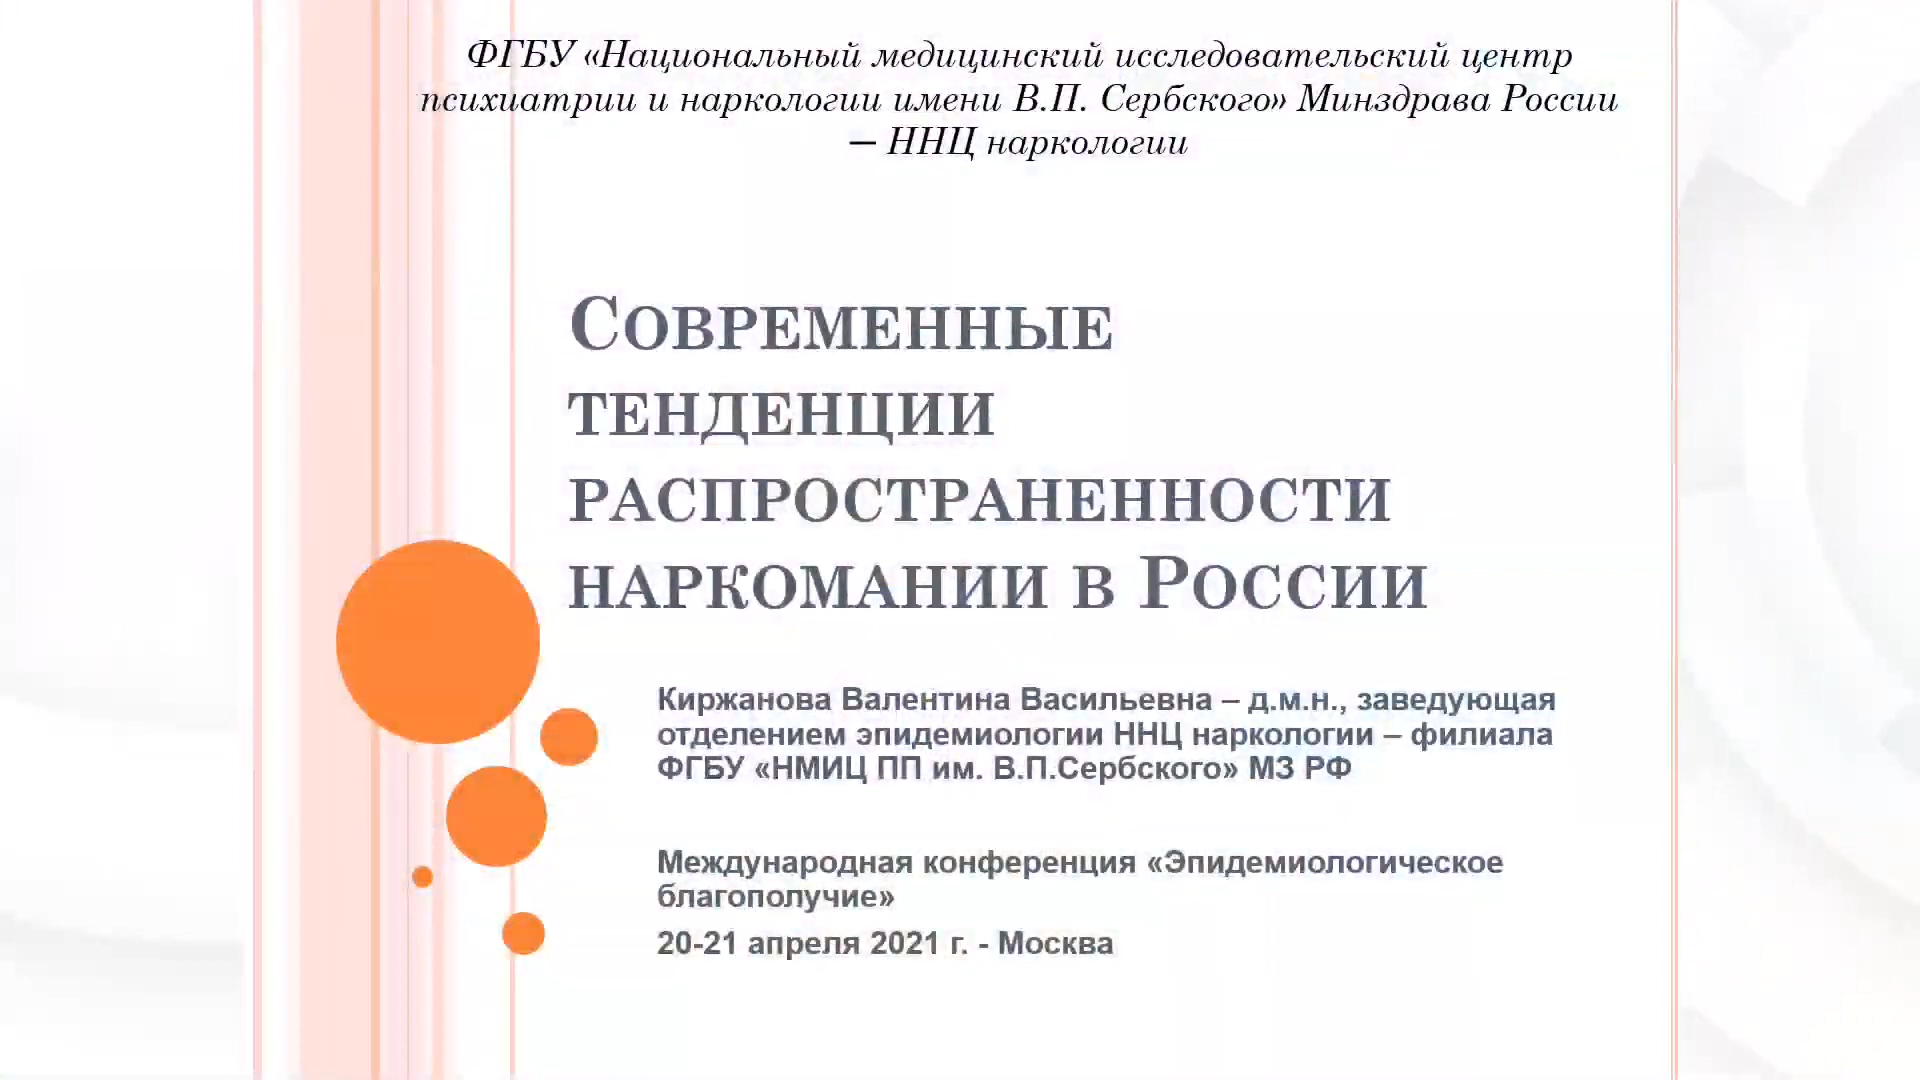 ФГБУ «Национальный медицинский исследовательский центр
психиатрии и наркологии имени В.П. Сербского» Минздрава России
— ННЦ наркологии
Современные
тенденции
распространенности
наркомании в России
Киржанова Валентина Васильевна – д.м.н., заведующая
отделением эпидемиологии ННЦ наркологии – филиала
ФГБУ «НМИЦ ПП им. В.П.Сербского» МЗ РФ
Международная конференция «Эпидемиологическое
благополучие»
20-21 апреля 2021 г. - Москва